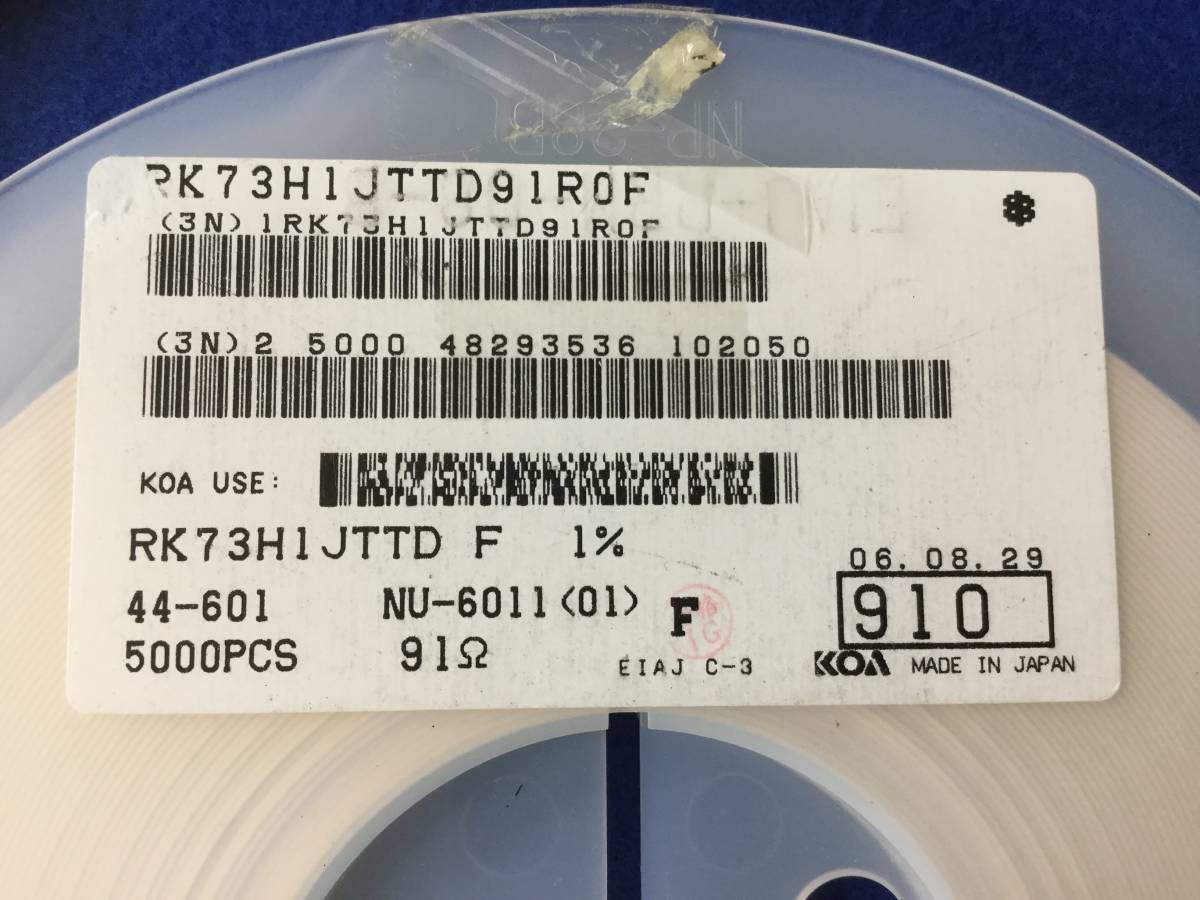 RK73H1JTTD91R0F
(3N)1RK73H1JTTD91R0F
(3N)2 5000 48293536 102050
KOA USE:
RK73H1JTTD F 1%
06.08.29
44-601 NU-6011(01) F 910
5000PCS 91Ω EIAJ C-3 KOA MADE IN JAPAN